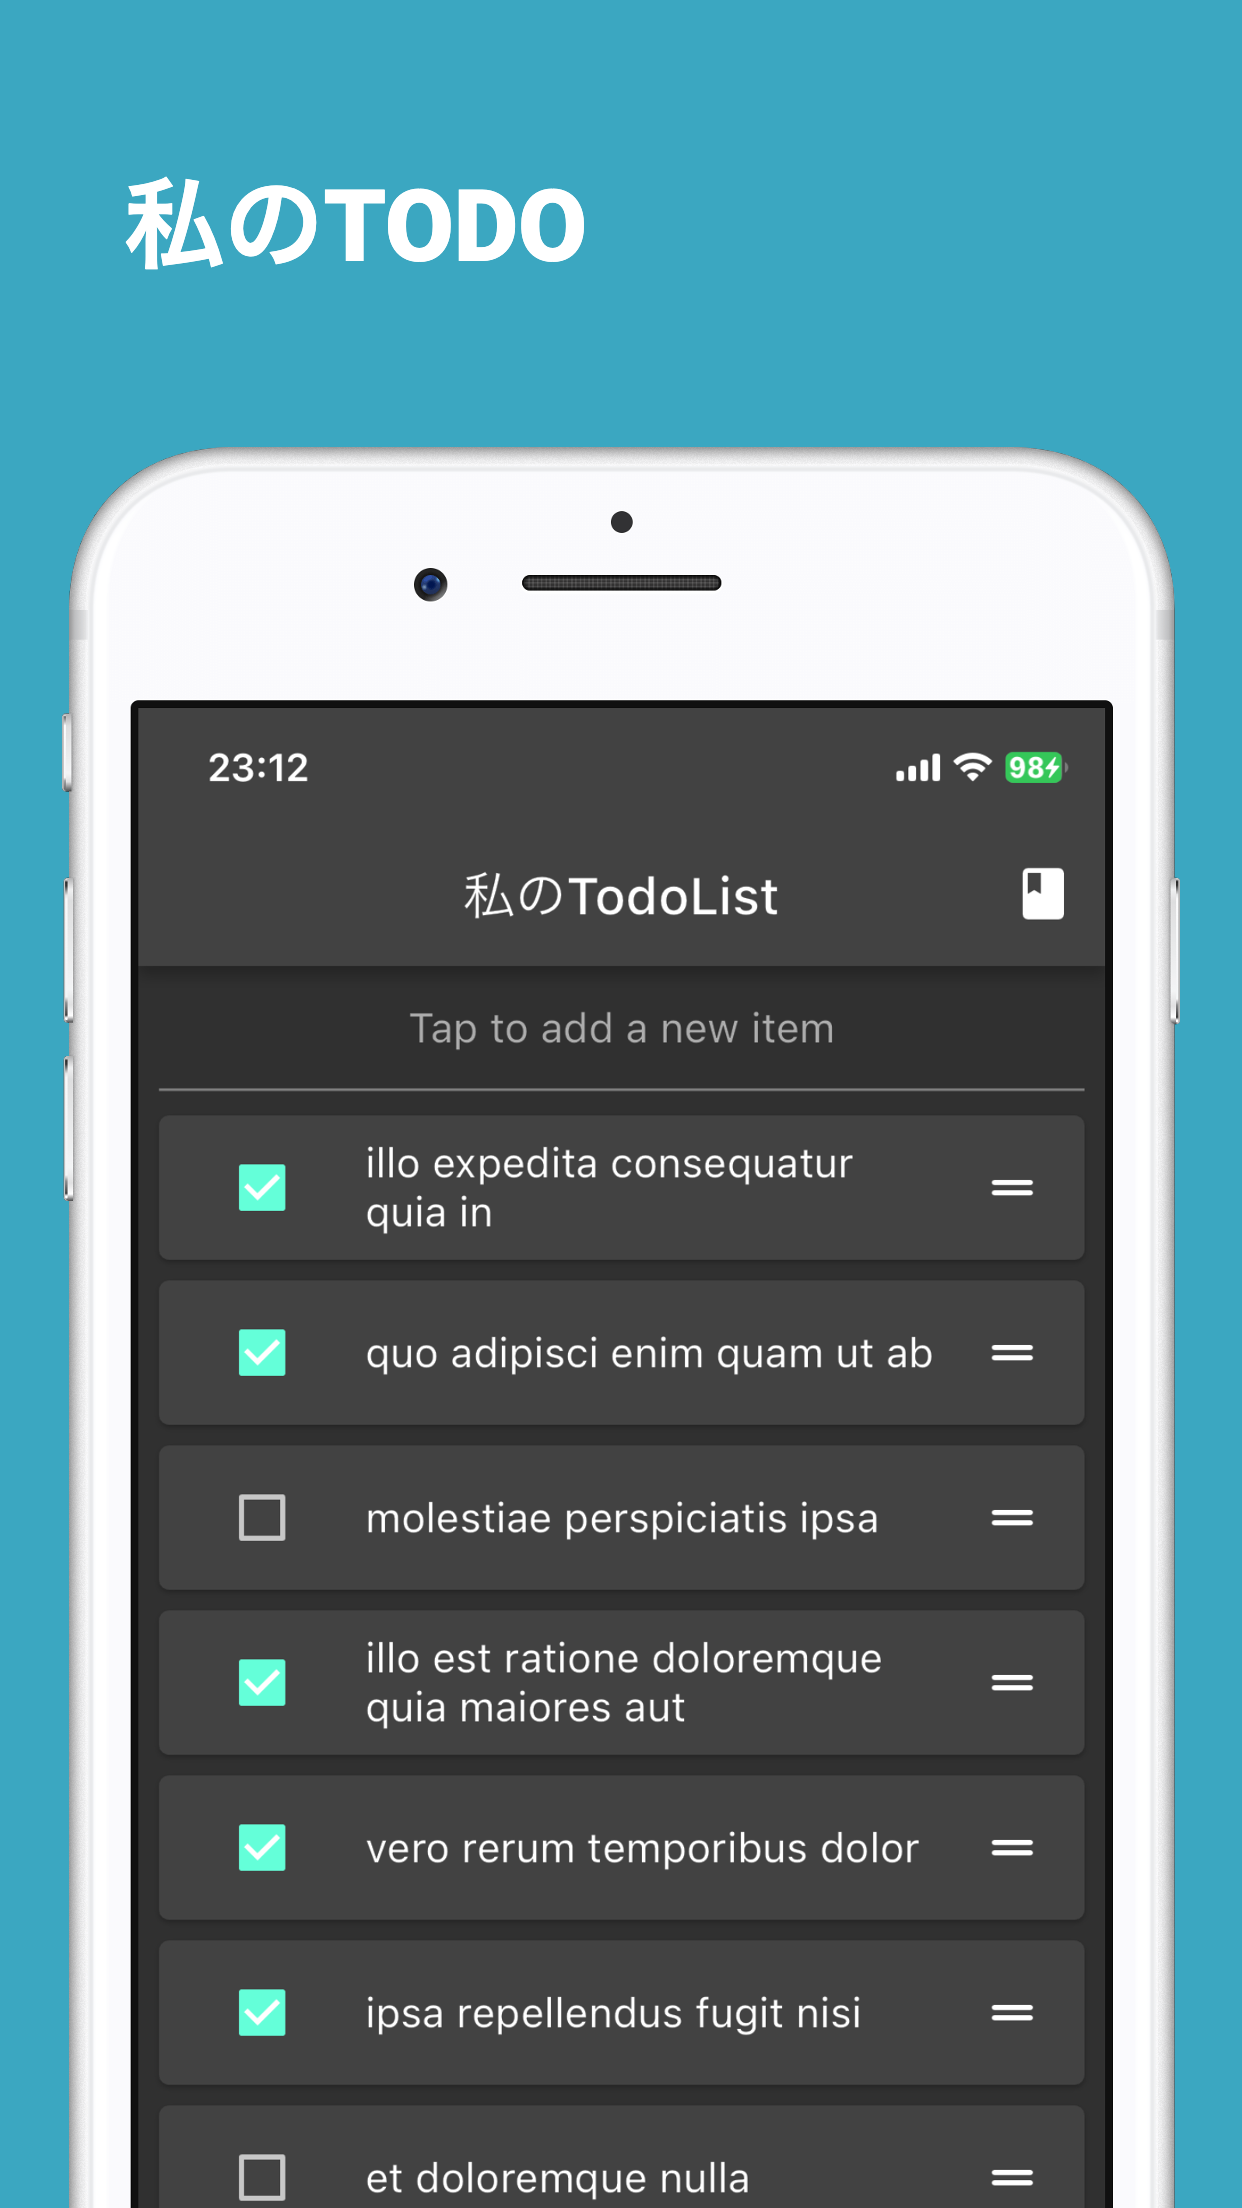 私のTODO
23:12
98
私のTodoList
Tap to add a new item
illo expedita consequatur
quia in
quo adipisci enim quam ut ab
molestiae perspiciatis ipsa
illo est ratione doloremque
quia maiores aut
vero rerum temporibus dolor
ipsa repellendus fugit nisi
et doloremque nulla